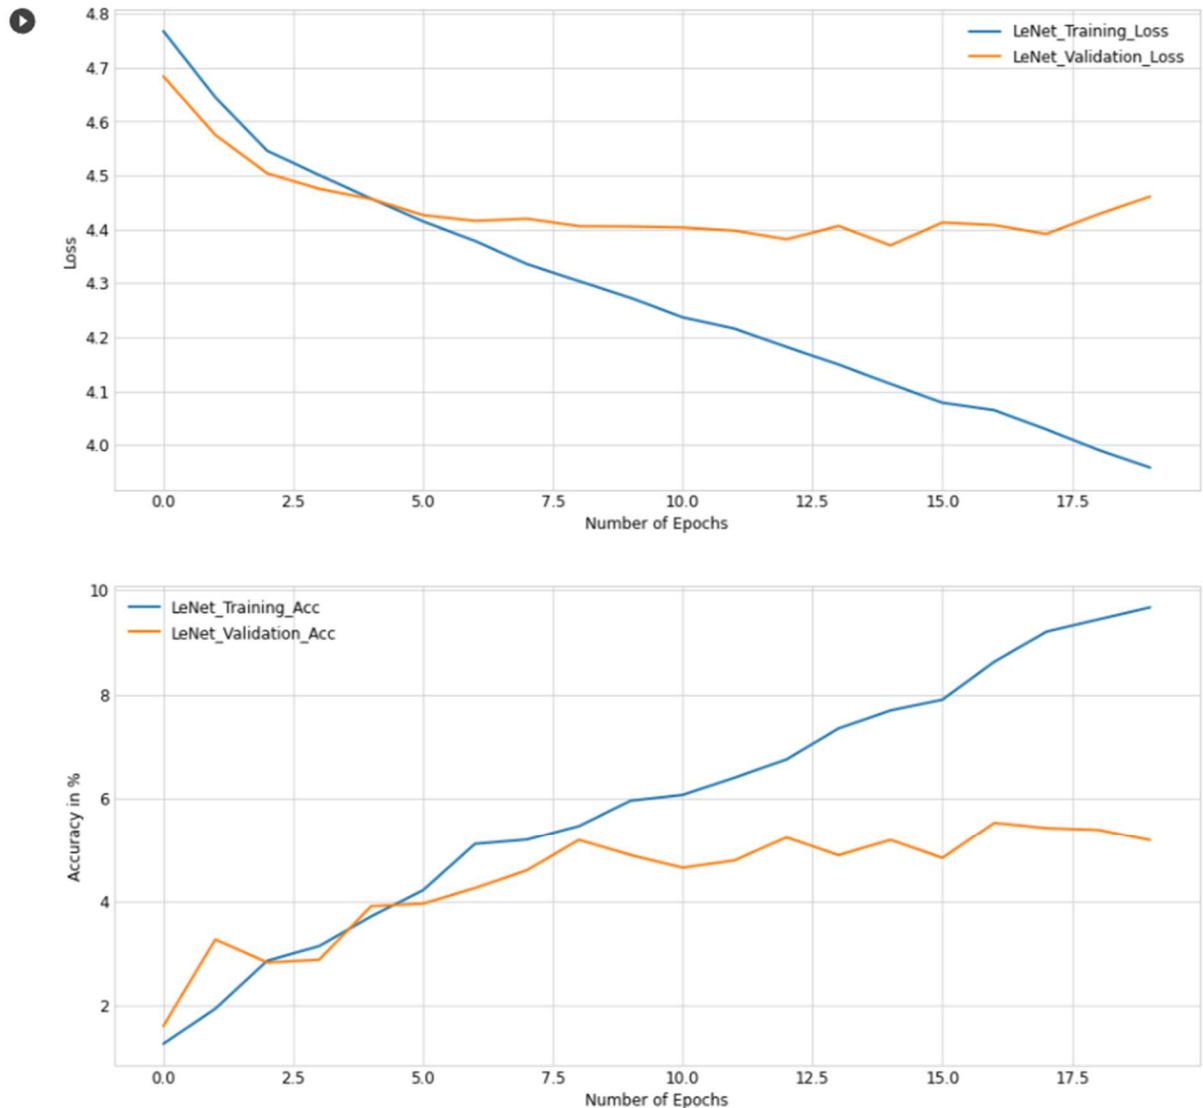 4.8
LeNet_Training_Loss
4.7
LeNet_Validation_Loss
4.6
4.5
4.4
Loss
4.3
4.2
4.1
4.0
0.0 2.5 5.0 7.5 10.0 12.5 15.0 17.5
Number of Epochs
10
LeNet_Training_Acc
LeNet_Validation_Acc
8
6
Accuracy in %
4
2
0.0 2.5 5.0 7.5 10.0 12.5 15.0 17.5
Number of Epochs